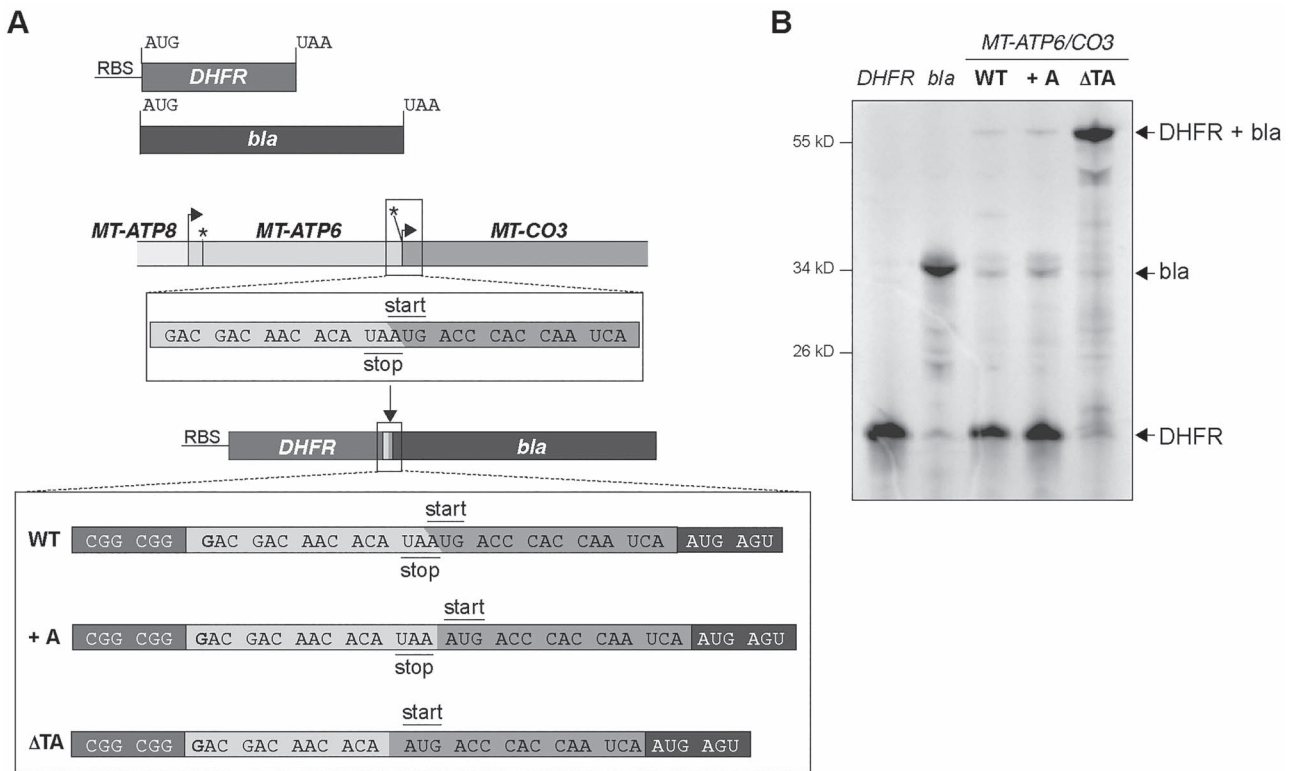 A
AUG UAA
RBS DHFR
AUG UAA
bla
MT-ATP8 * MT-ATP6 * MT-CO3
start
GAC GAC AAC ACA UAAUG ACC CAC CAA UCA
stop
RBS DHFR bla
start
WT CGG CGG GAC GAC AAC ACA UAAUG ACC CAC CAA UCA AUG AGU
stop
start
+ A CGG CGG GAC GAC AAC ACA UAA AUG ACC CAC CAA UCA AUG AGU
stop
start
ΔTA CGG CGG GAC GAC AAC ACA AUG ACC CAC CAA UCA AUG AGU
B
MT-ATP6/CO3
DHFR bla WT + A ΔTA
55 kD
DHFR + bla
34 kD
bla
26 kD
DHFR